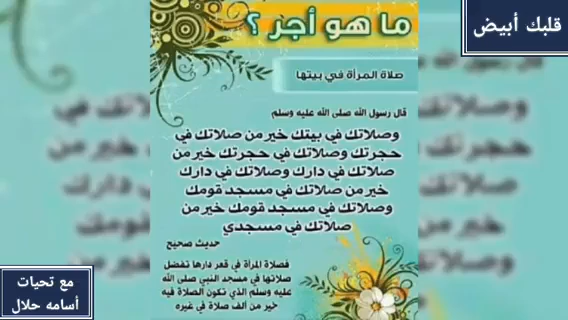 قلبك أبيض
ما هو أجر ؟
صلاة المرأة في بيتها
قال رسول الله صلى الله عليه وسلم
وصلاتك في بيتك خير من صلاتك في
حجرتك وصلاتك في حجرتك خير من
صلاتك في دارك وصلاتك في دارك
خير من صلاتك في مسجد قومك
وصلاتك في مسجد قومك خير من
صلاتك في مسجدي
حديث صحيح
فصلاة المرأة في قعر دارها تفضل
صلاتها في مسجد النبي صلى الله
عليه وسلم الذي تكون الصلاة فيه
خير من ألف صلاة في غيره
مع تحيات
أسامه حلال